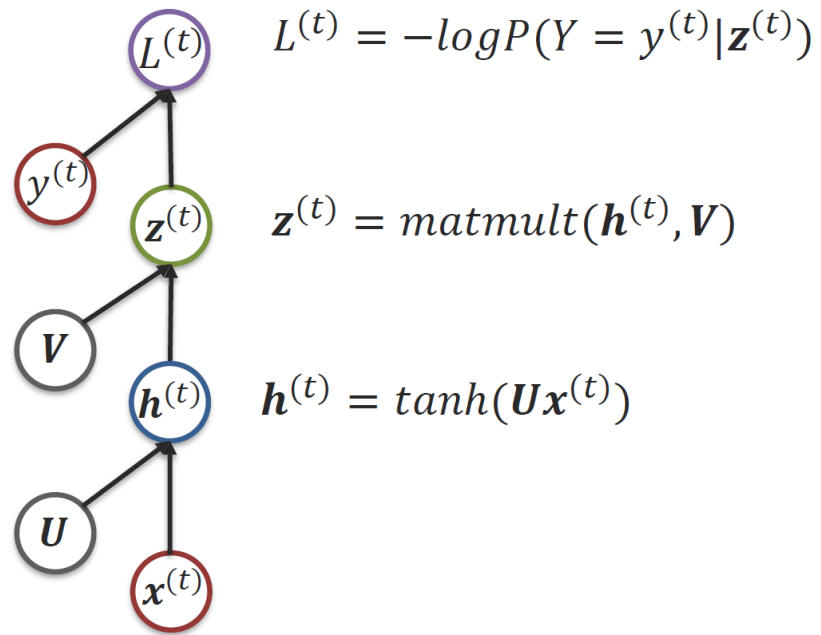 L^(t) L^(t) = −logP(Y = y^(t)|z^(t))
y^(t)
z^(t) z^(t) = matmult(h^(t), V)
V
h^(t) h^(t) = tanh(Ux^(t))
U
x^(t)